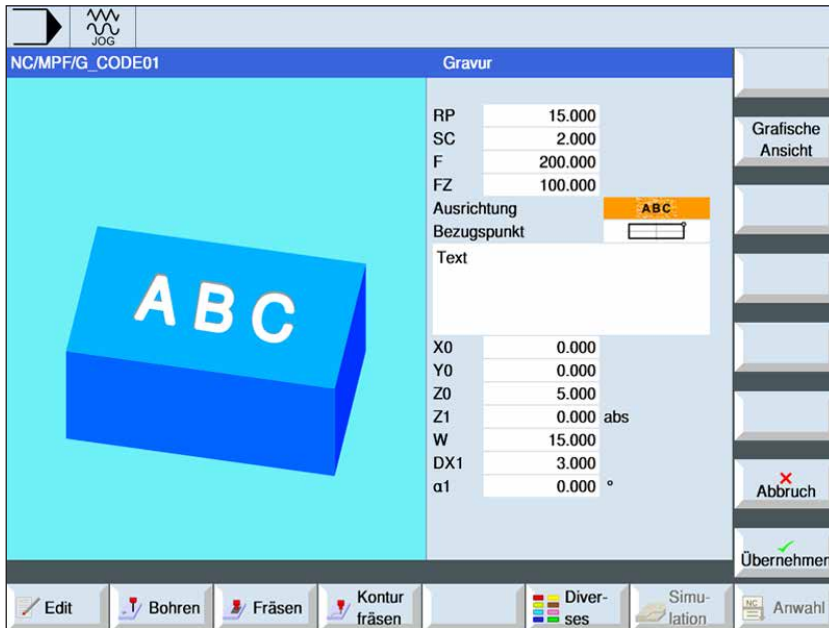 JOG
NC/MPF/G_CODE01
Gravur
RP 15.000
SC 2.000
F 200.000
FZ 100.000
Ausrichtung ABC
Bezugspunkt
Text
X0 0.000
Y0 0.000
Z0 5.000
Z1 0.000 abs
W 15.000
DX1 3.000
α1 0.000 °
ABC
Grafische
Ansicht
Abbruch
Übernehmen
Edit
Bohren
Fräsen
Kontur
fräsen
Diver-
ses
Simu-
lation
NC
Anwahl